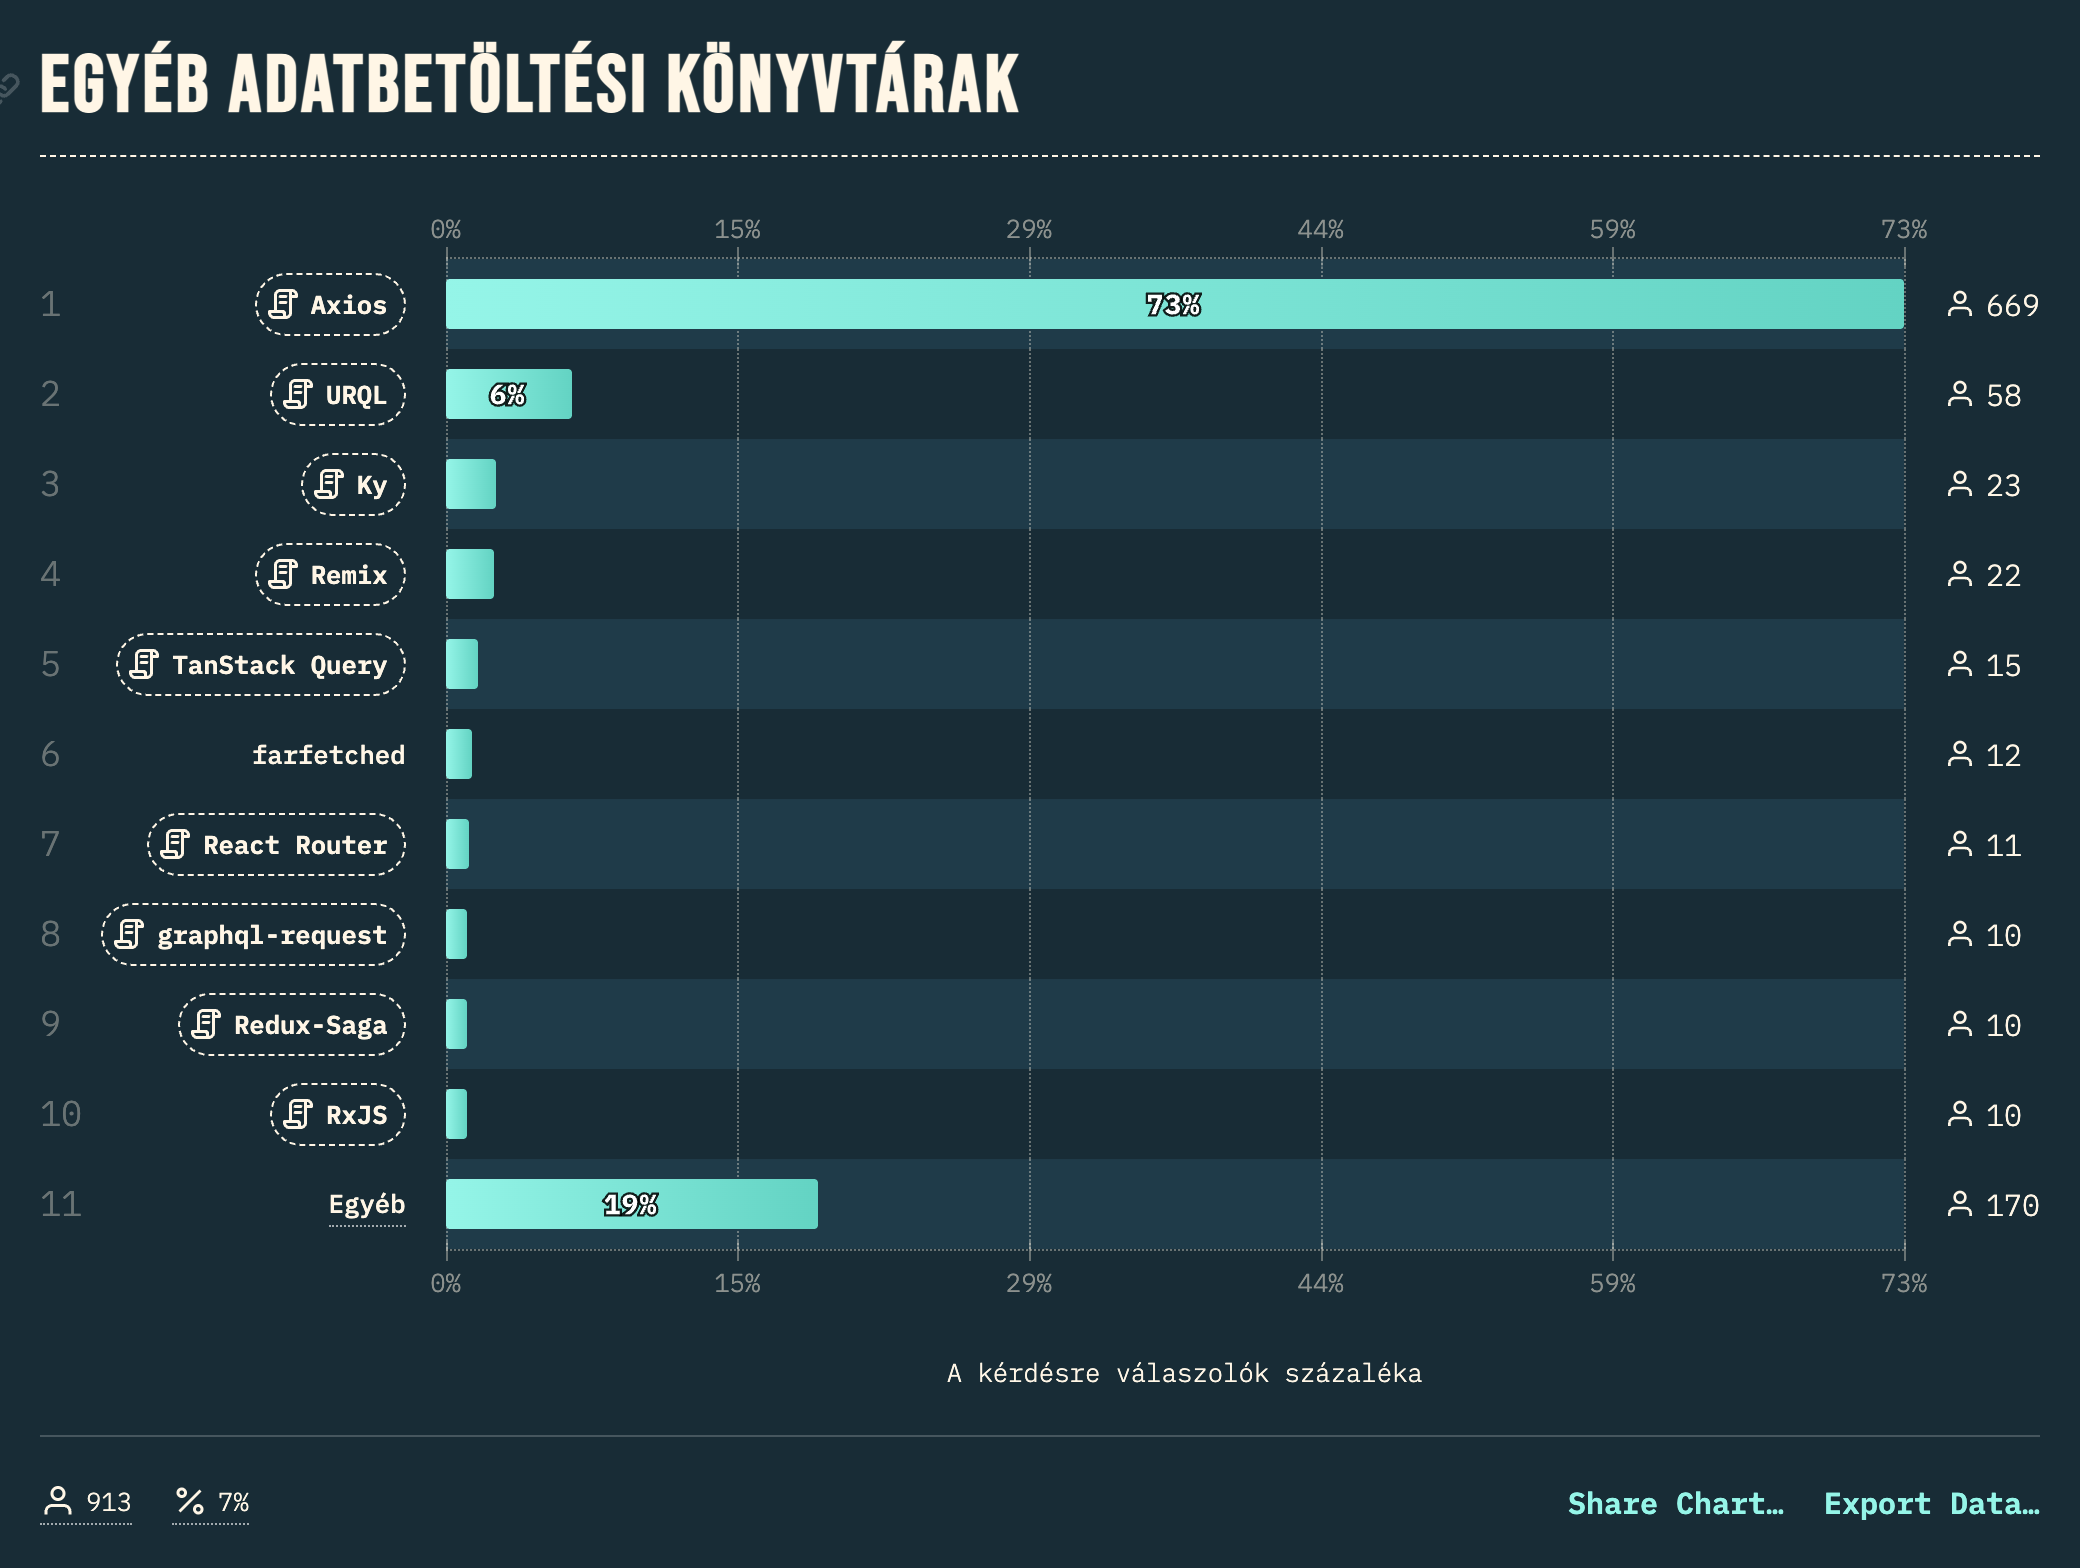 EGYÉB ADATBETÖLTÉSI KÖNYVTÁRAK
0% 15% 29% 44% 59% 73%
1 Axios 73% 669
2 URQL 6% 58
3 Ky 23
4 Remix 22
5 TanStack Query 15
6 farfetched 12
7 React Router 11
8 graphql-request 10
9 Redux-Saga 10
10 RxJS 10
11 Egyéb 19% 170
0% 15% 29% 44% 59% 73%
A kérdésre válaszolók százaléka
913 7% Share Chart… Export Data…